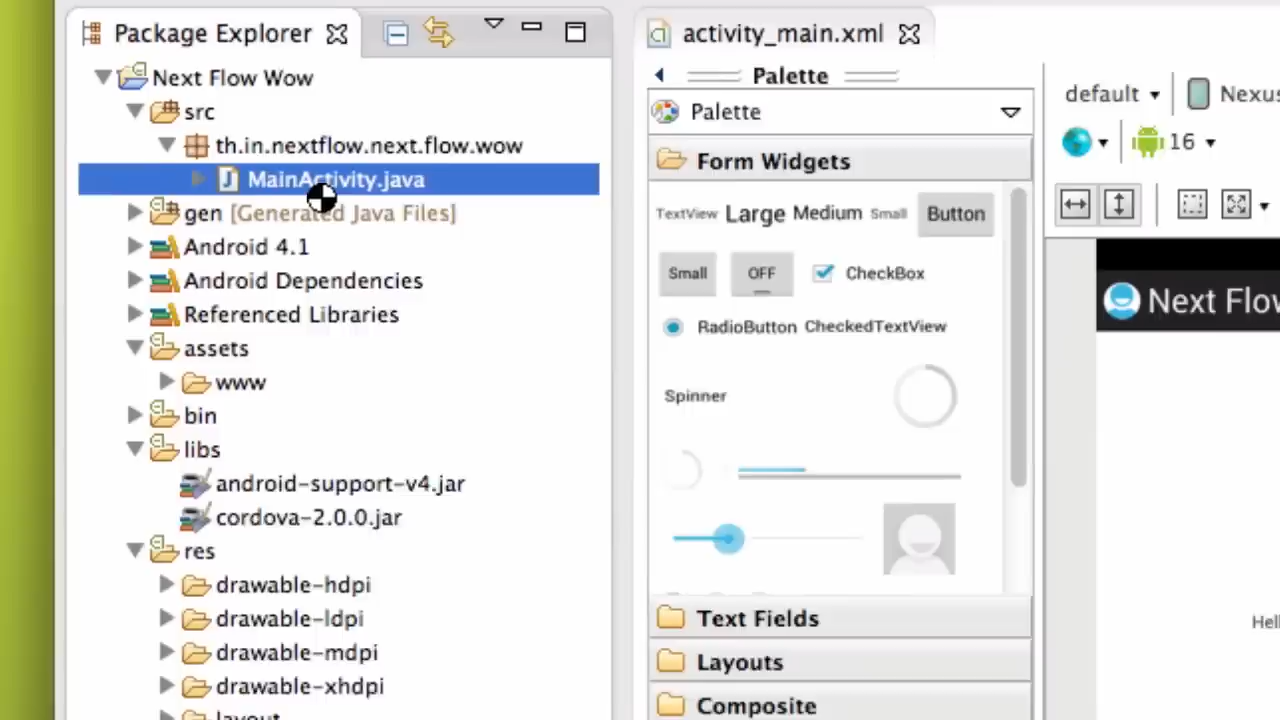 Package Explorer
Next Flow Wow
src
th.in.nextflow.next.flow.wow
MainActivity.java
gen [Generated Java Files]
Android 4.1
Android Dependencies
Referenced Libraries
assets
www
bin
libs
android-support-v4.jar
cordova-2.0.0.jar
res
drawable-hdpi
drawable-ldpi
drawable-mdpi
drawable-xhdpi
layout
activity_main.xml
Palette
Palette
Form Widgets
TextView Large Medium Small Button
Small OFF CheckBox
RadioButton CheckedTextView
Spinner
Text Fields
Layouts
Composite
default Nexus
16
Next Flow
Hell